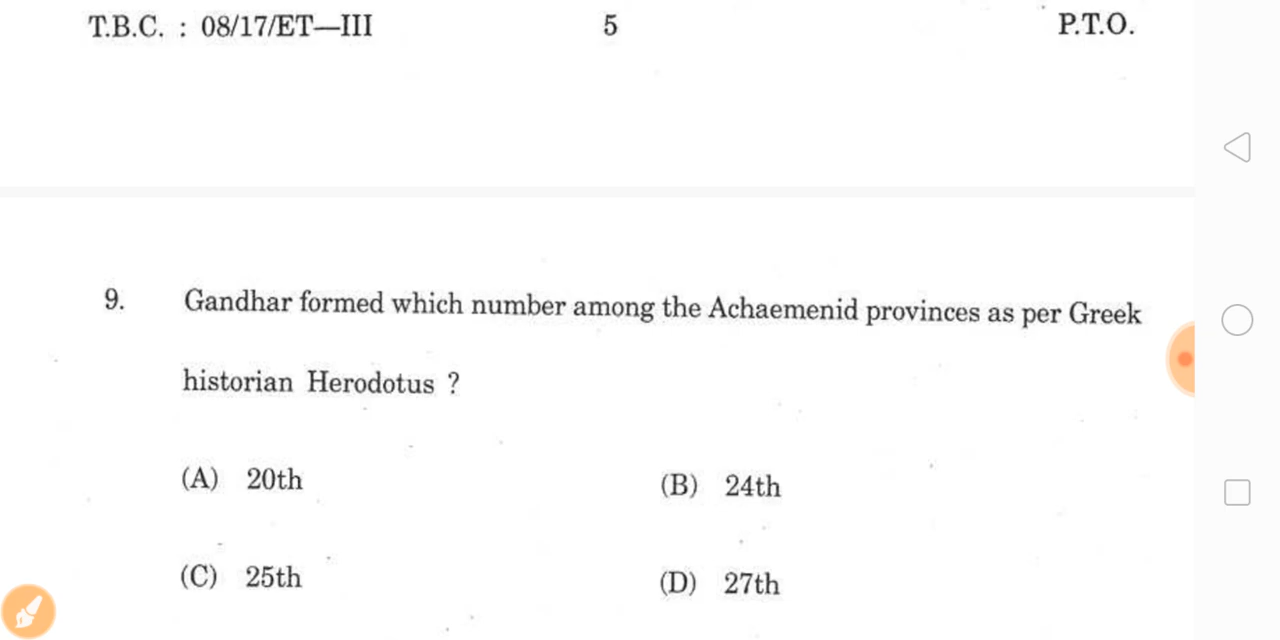 T.B.C. : 08/17/ET—III 5 P.T.O.
9. Gandhar formed which number among the Achaemenid provinces as per Greek
historian Herodotus ?
(A) 20th (B) 24th
(C) 25th (D) 27th